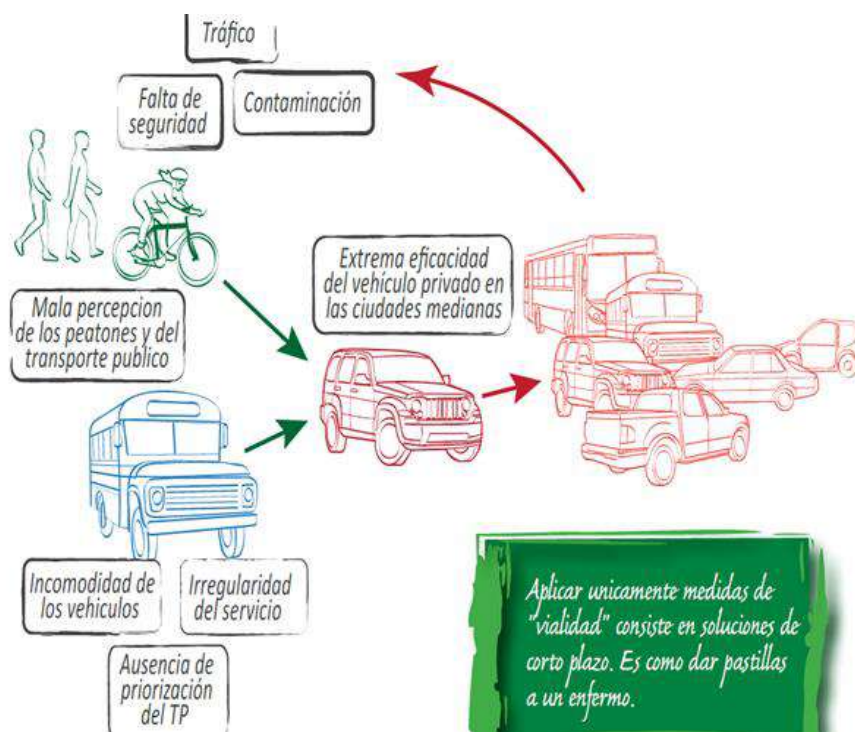 Tráfico
Falta de
seguridad
Contaminación
Extrema eficacidad
del vehículo privado en
las ciudades medianas
Mala percepcion
de los peatones y del
transporte publico
Incomodidad de
los vehiculos
Irregularidad
del servicio
Ausencia de
priorización
del TP
Aplicar unicamente medidas de
"vialidad" consiste en soluciones de
corto plazo. Es como dar pastillas
a un enfermo.